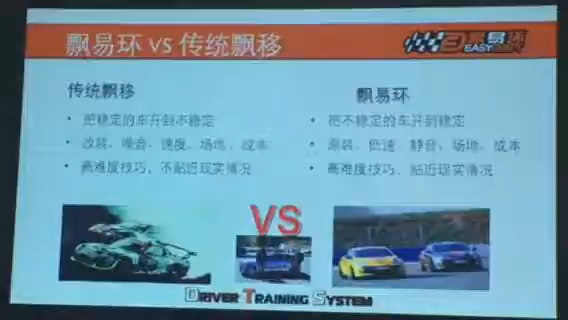 飘易环 vs 传统飘移
飘易环
EASY
传统飘移
• 把稳定的车开到不稳定
• 改装、噪音、速度、场地、成本
• 高难度技巧，不贴近现实情况
飘易环
• 把不稳定的车开到稳定
• 原装、低速、静音、场地、成本
• 高难度技巧、贴近现实情况
VS
DRIVER TRAINING SYSTEM